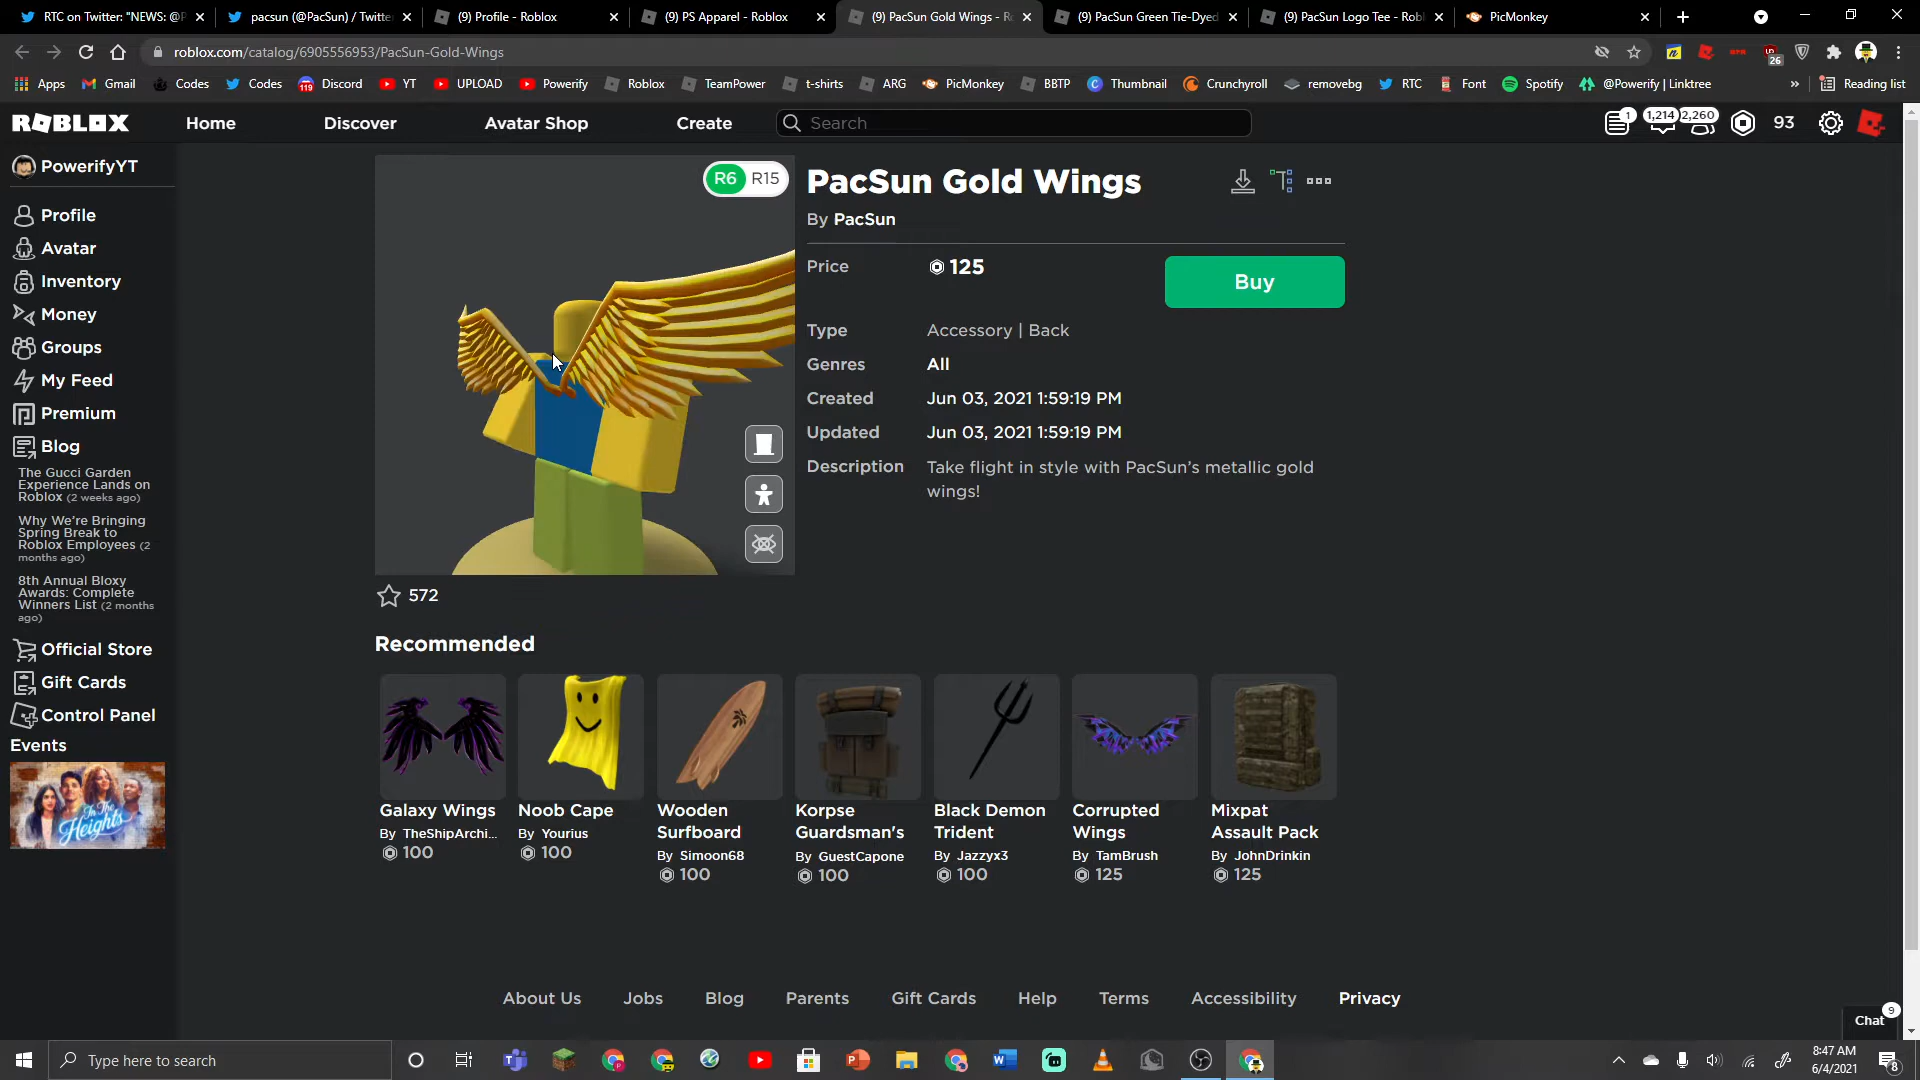 RTC on Twitter: "NEWS: @P
pacsun (@PacSun) / Twitte
(9) Profile - Roblox
(9) PS Apparel - Roblox
(9) PacSun Gold Wings - R
(9) PacSun Green Tie-Dyed
(9) PacSun Logo Tee - Robl
PicMonkey
roblox.com/catalog/6905556953/PacSun-Gold-Wings
26
Apps
Gmail
Codes
Codes
119
Discord
YT
UPLOAD
Powerify
Roblox
TeamPower
t-shirts
ARG
PicMonkey
BBTP
Thumbnail
Crunchyroll
removebg
RTC
Font
Spotify
@Powerify | Linktree
»
Reading list
ROBLOX
Home
Discover
Avatar Shop
Create
Search
1
1,214
2,260
93
PowerifyYT
Profile
Avatar
Inventory
Money
Groups
My Feed
Premium
Blog
The Gucci Garden
Experience Lands on
Roblox (2 weeks ago)
Why We're Bringing
Spring Break to
Roblox Employees (2
months ago)
8th Annual Bloxy
Awards: Complete
Winners List (2 months
ago)
Official Store
Gift Cards
Control Panel
Events
In The
Heights
R6 R15
PacSun Gold Wings
By PacSun
Price
125
Buy
Type
Accessory | Back
Genres
All
Created
Jun 03, 2021 1:59:19 PM
Updated
Jun 03, 2021 1:59:19 PM
Description
Take flight in style with PacSun's metallic gold
wings!
572
Recommended
Galaxy Wings
By TheShipArchi...
100
Noob Cape
By Yourius
100
Wooden
Surfboard
By Simoon68
100
Korpse
Guardsman's
By GuestCapone
100
Black Demon
Trident
By Jazzyx3
100
Corrupted
Wings
By TamBrush
125
Mixpat
Assault Pack
By JohnDrinkin
125
About Us
Jobs
Blog
Parents
Gift Cards
Help
Terms
Accessibility
Privacy
Chat
9
Type here to search
8:47 AM
6/4/2021
8